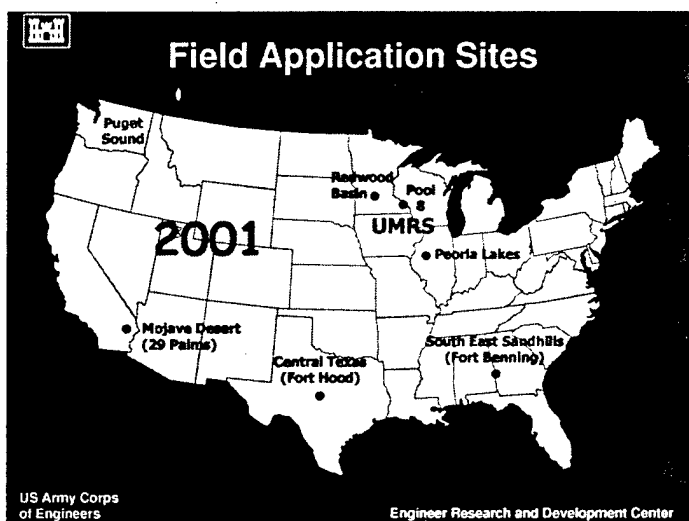 Field Application Sites
Puget
Sound
Redwood
Basin
Pool
8
UMRS
2001
Peoria Lakes
Mojave Desert
(29 Palms)
South East Sandhills
(Fort Benning)
Central Texas
(Fort Hood)
US Army Corps
of Engineers
Engineer Research and Development Center